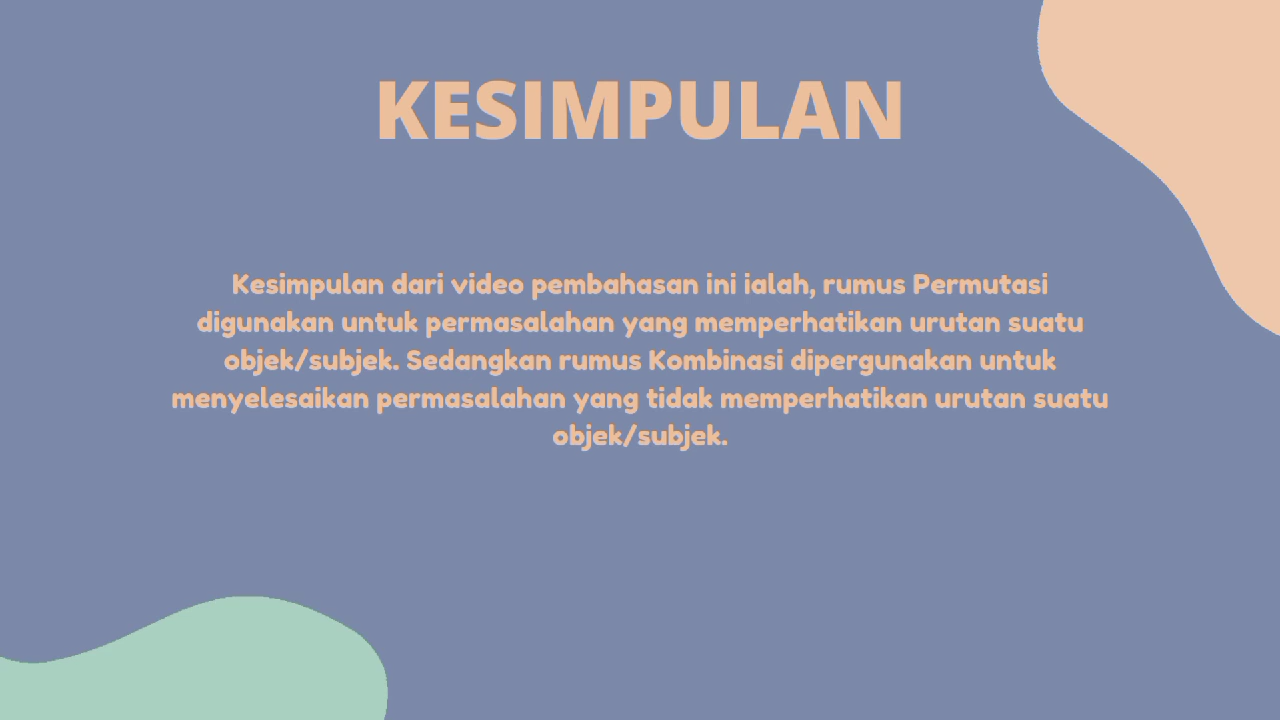 KESIMPULAN
Kesimpulan dari video pembahasan ini ialah, rumus Permutasi
digunakan untuk permasalahan yang memperhatikan urutan suatu
objek/subjek. Sedangkan rumus Kombinasi dipergunakan untuk
menyelesaikan permasalahan yang tidak memperhatikan urutan suatu
objek/subjek.